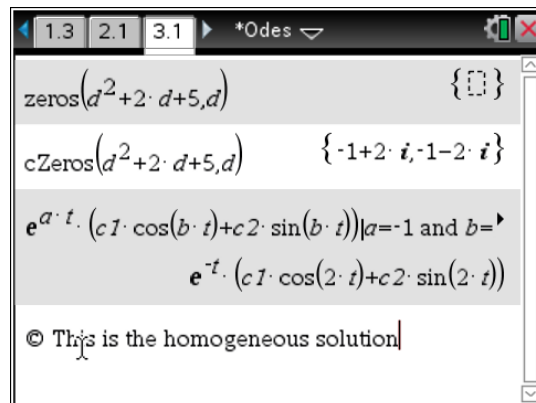 1.3 2.1 3.1 *Odes
zeros(d²+2·d+5,d)
{[]}
cZeros(d²+2·d+5,d)
{-1+2·i,-1-2·i}
e^a·t·(c1·cos(b·t)+c2·sin(b·t))|a=-1 and b=
e^-t·(c1·cos(2·t)+c2·sin(2·t))
© This is the homogeneous solution